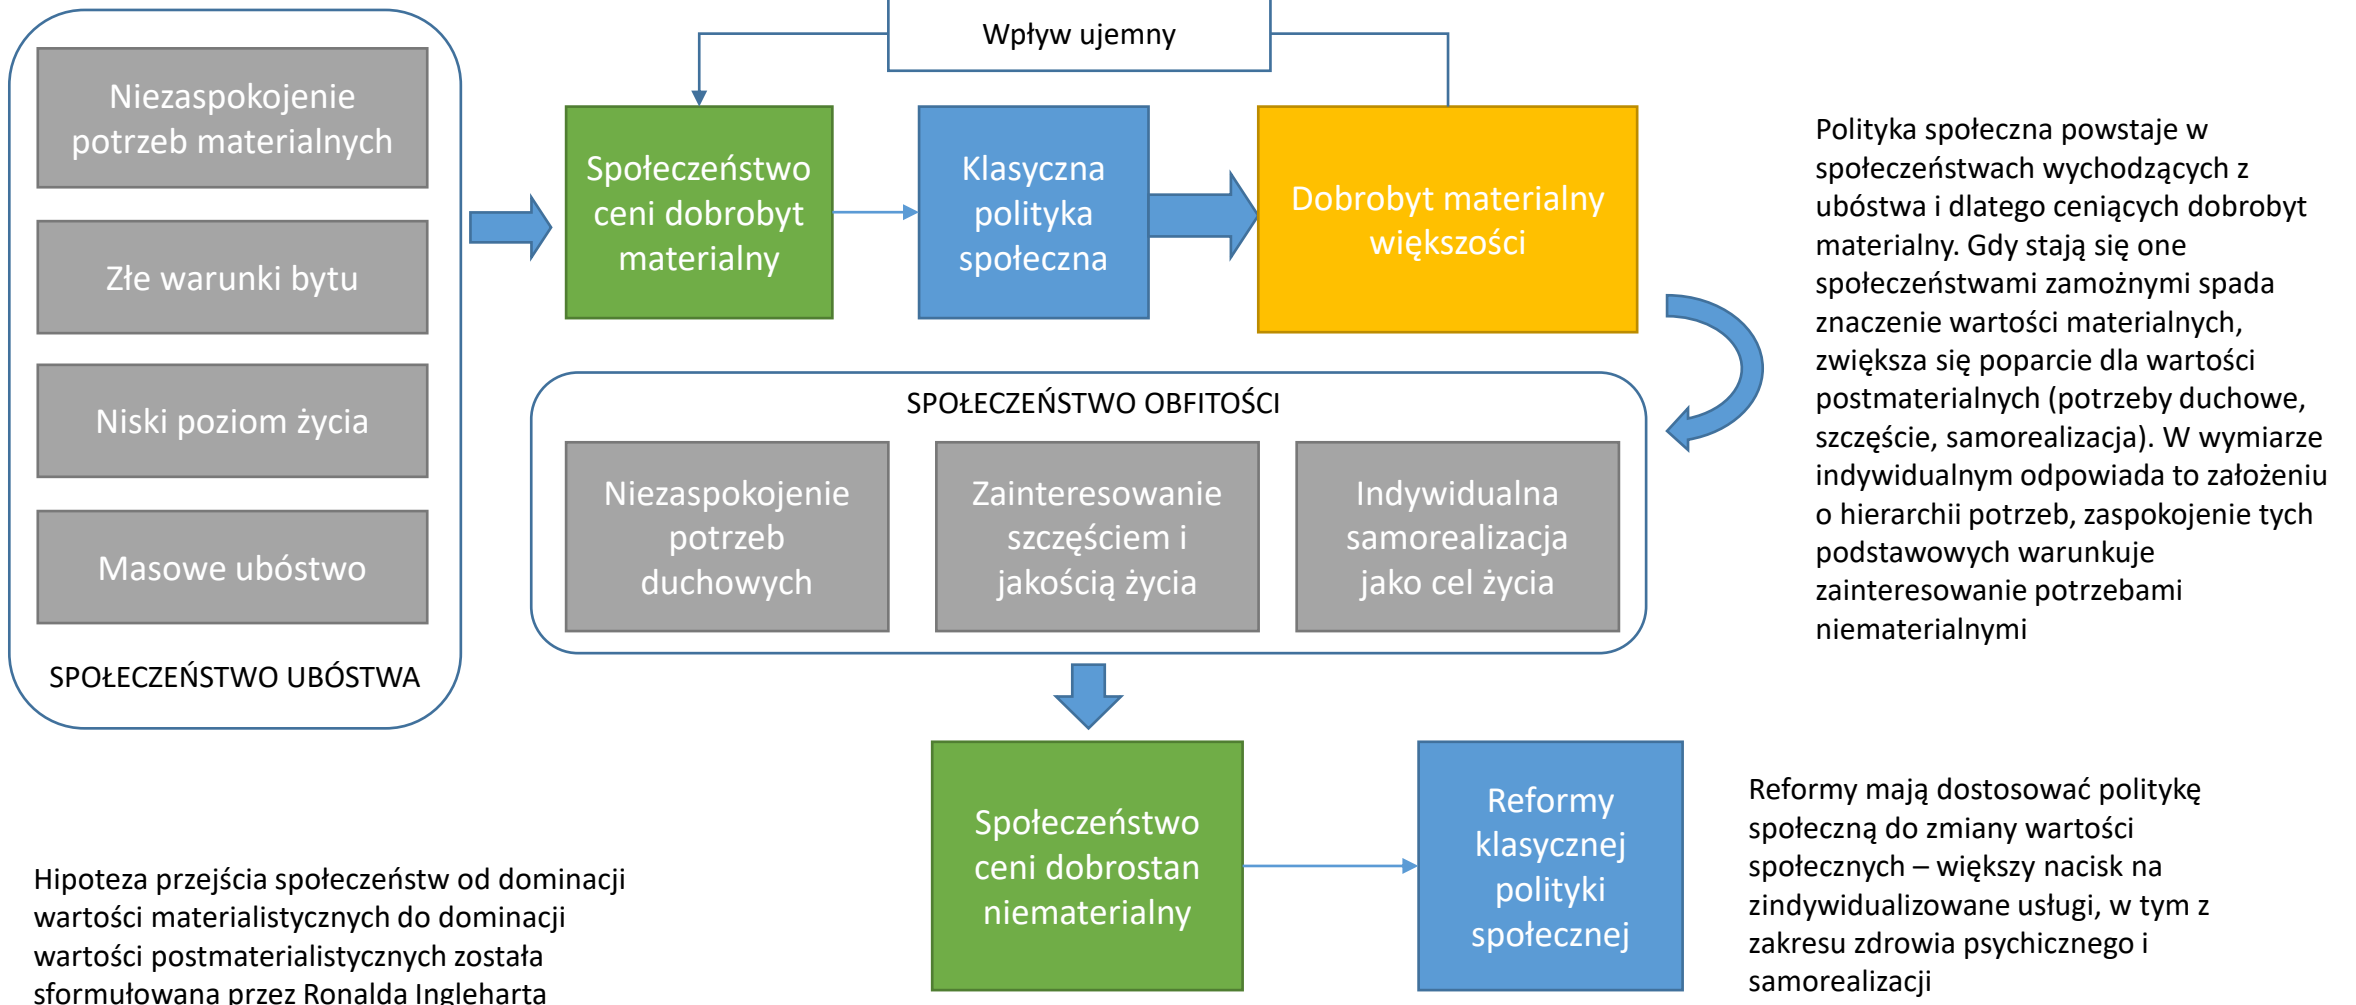 Wpływ ujemny
Niezaspokojenie
potrzeb materialnych
Złe warunki bytu
Niski poziom życia
Masowe ubóstwo
SPOŁECZEŃSTWO UBÓSTWA
Społeczeństwo
ceni dobrobyt
materialny
Klasyczna
polityka
społeczna
Dobrobyt materialny
większości
Polityka społeczna powstaje w
społeczeństwach wychodzących z
ubóstwa i dlatego ceniących dobrobyt
materialny. Gdy stają się one
społeczeństwami zamożnymi spada
znaczenie wartości materialnych,
zwiększa się poparcie dla wartości
postmaterialnych (potrzeby duchowe,
szczęście, samorealizacja). W wymiarze
indywidualnym odpowiada to założeniu
o hierarchii potrzeb, zaspokojenie tych
podstawowych warunkuje
zainteresowanie potrzebami
niematerialnymi
SPOŁECZEŃSTWO OBFITOŚCI
Niezaspokojenie
potrzeb
duchowych
Zainteresowanie
szczęściem i
jakością życia
Indywidualna
samorealizacja
jako cel życia
Społeczeństwo
ceni dobrostan
niematerialny
Reformy
klasycznej
polityki
społecznej
Reformy mają dostosować politykę
społeczną do zmiany wartości
społecznych – większy nacisk na
zindywidualizowane usługi, w tym z
zakresu zdrowia psychicznego i
samorealizacji
Hipoteza przejścia społeczeństw od dominacji
wartości materialistycznych do dominacji
wartości postmaterialistycznych została
sformułowana przez Ronalda Ingleharta